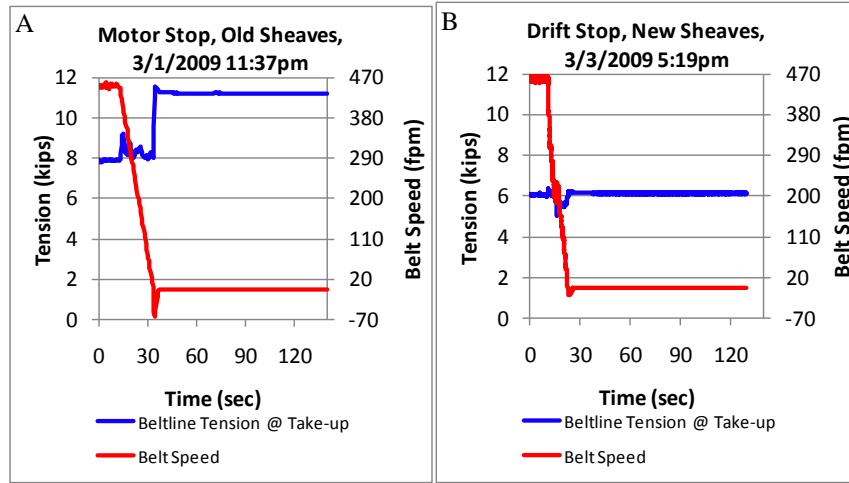 A
Motor Stop, Old Sheaves,
3/1/2009 11:37pm
Tension (kips)
12
10
8
6
4
2
0
470
380
290
200
110
20
-70
Belt Speed (fpm)
0 30 60 90 120
Time (sec)
Beltline Tension @ Take-up
Belt Speed
B
Drift Stop, New Sheaves,
3/3/2009 5:19pm
Tension (kips)
12
10
8
6
4
2
0
470
380
290
200
110
20
-70
Belt Speed (fpm)
0 30 60 90 120
Time (sec)
Beltline Tension @ Take-up
Belt Speed